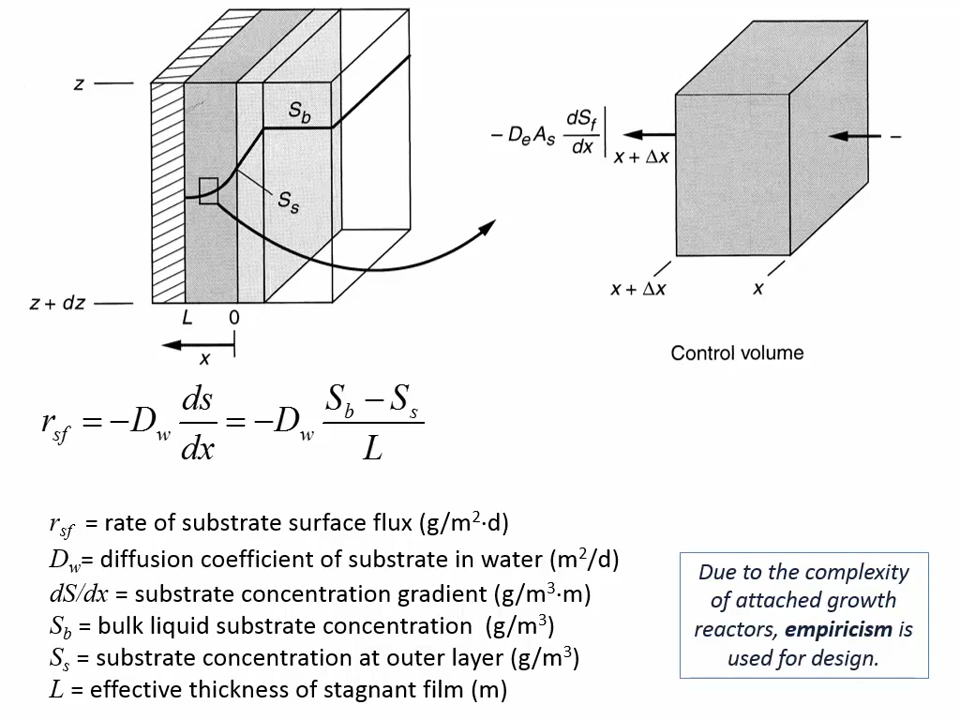 z
S_b
S_s
z + dz
L 0
x
− D_e A_s dS_f/dx | x + Δx
−
x + Δx x
Control volume
r_sf = −D_w ds/dx = −D_w (S_b − S_s)/L
r_sf = rate of substrate surface flux (g/m²·d)
D_w= diffusion coefficient of substrate in water (m²/d)
dS/dx = substrate concentration gradient (g/m³·m)
S_b = bulk liquid substrate concentration (g/m³)
S_s = substrate concentration at outer layer (g/m³)
L = effective thickness of stagnant film (m)
Due to the complexity
of attached growth
reactors, empiricism is
used for design.